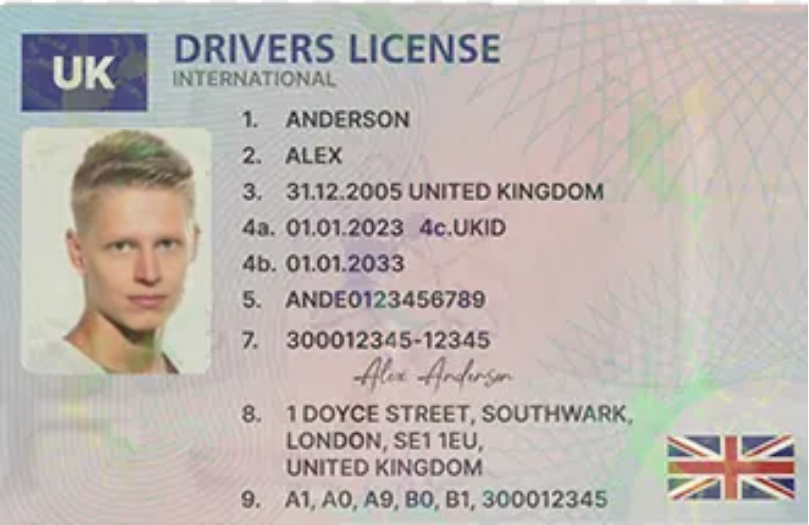 UK
DRIVERS LICENSE
INTERNATIONAL
1. ANDERSON
2. ALEX
3. 31.12.2005 UNITED KINGDOM
4a. 01.01.2023 4c.UKID
4b. 01.01.2033
5. ANDE0123456789
7. 300012345-12345
Alex Anderson
8. 1 DOYCE STREET, SOUTHWARK,
LONDON, SE1 1EU,
UNITED KINGDOM
9. A1, A0, A9, B0, B1, 300012345